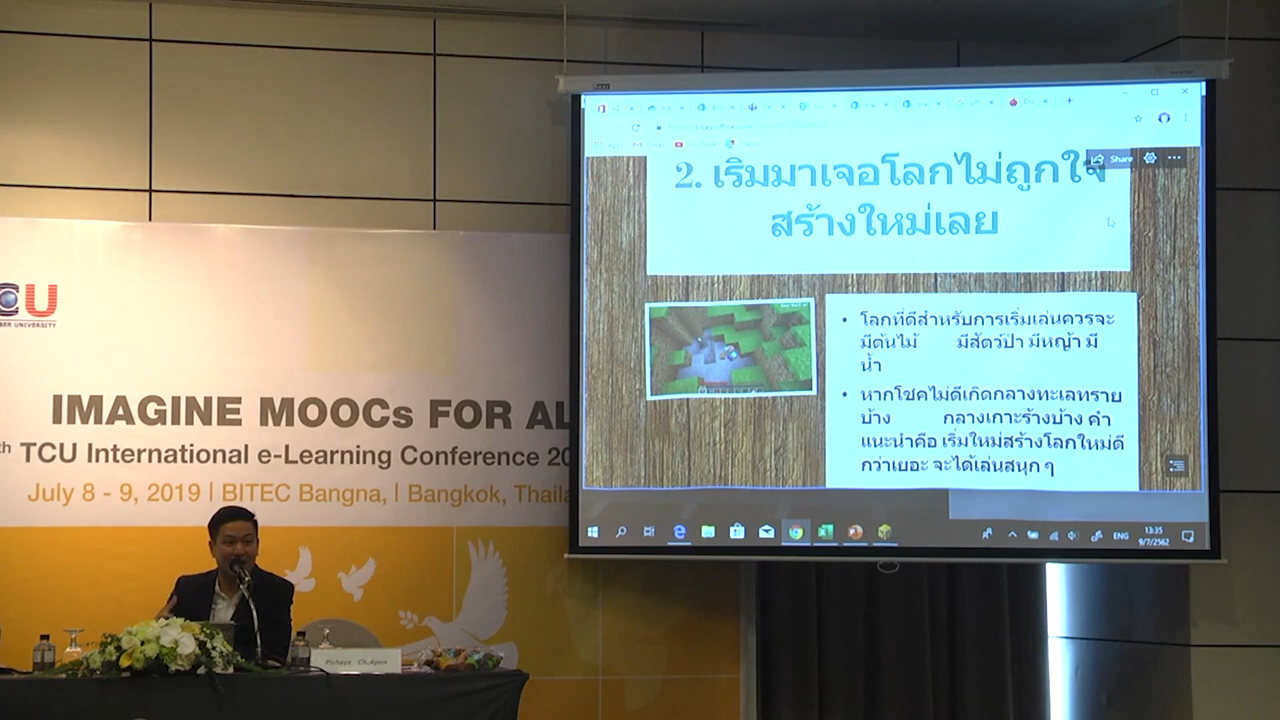 2. เริ่มมาเจอโลกไม่ถูกใจ
สร้างใหม่เลย
Share
• โลกที่ดีสำหรับการเริ่มเล่นควรจะ
มีต้นไม้ มีสัตว์ป่า มีหญ้า มี
น้ำ
• หากโชคไม่ดีเกิดกลางทะเลทราย
บ้าง กลางเกาะร้างบ้าง คำ
แนะนำคือ เริ่มใหม่สร้างโลกใหม่ดี
กว่าเยอะ จะได้เล่นสนุก ๆ
ENG
13:35
9/7/2562
CU
BER UNIVERSITY
IMAGINE MOOCs FOR AL
th TCU International e-Learning Conference 20
July 8 - 9, 2019 | BITEC Bangna, | Bangkok, Thaila
Pichaya Chukpon